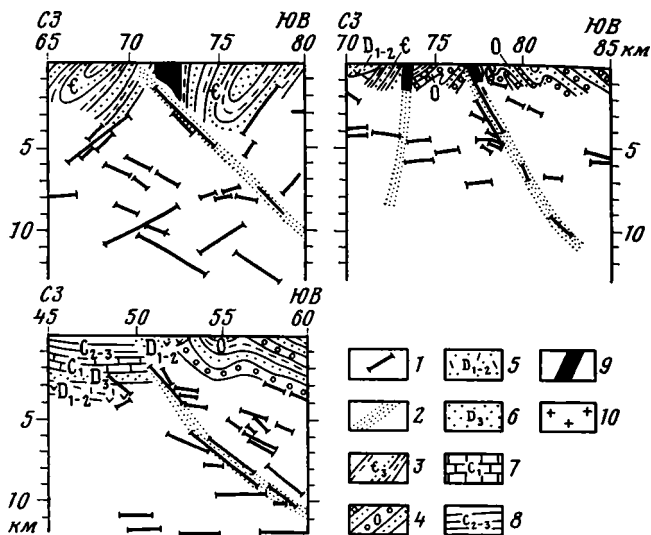 СЗ ЮВ
65 70 75 80
Є Є
5
10
СЗ ЮВ
70 D₁₋₂ Є 75 O 80 85 км
O
5
10
СЗ ЮВ
45 50 55 60
C₂₋₃ D₁₋₂ O
C₁ D₃
D₁₋₂
5
10
км
1
2
Є₃ 3
O 4
D₁₋₂ 5
D₃ 6
C₁ 7
C₂₋₃ 8
9
10